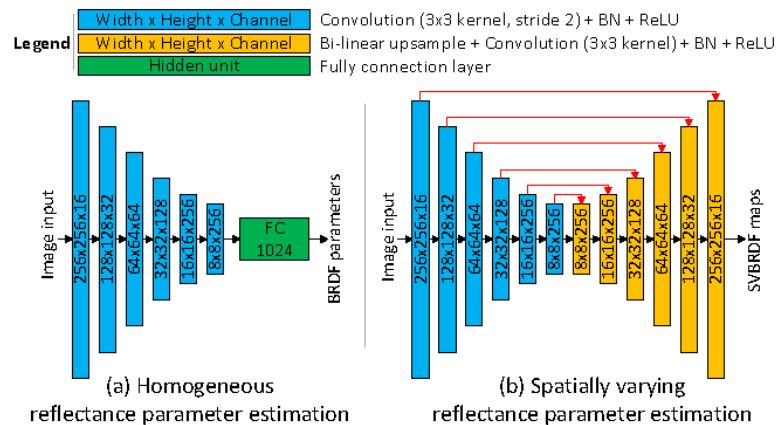 Legend
Width x Height x Channel
Convolution (3x3 kernel, stride 2) + BN + ReLU
Width x Height x Channel
Bi-linear upsample + Convolution (3x3 kernel) + BN + ReLU
Hidden unit
Fully connection layer
Image input
256x256x16
128x128x32
64x64x64
32x32x128
16x16x256
8x8x256
FC
1024
BRDF parameters
(a) Homogeneous
reflectance parameter estimation
Image input
256x256x16
128x128x32
64x64x64
32x32x128
16x16x256
8x8x256
8x8x256
16x16x256
32x32x128
64x64x64
128x128x32
256x256x16
SVBRDF maps
(b) Spatially varying
reflectance parameter estimation